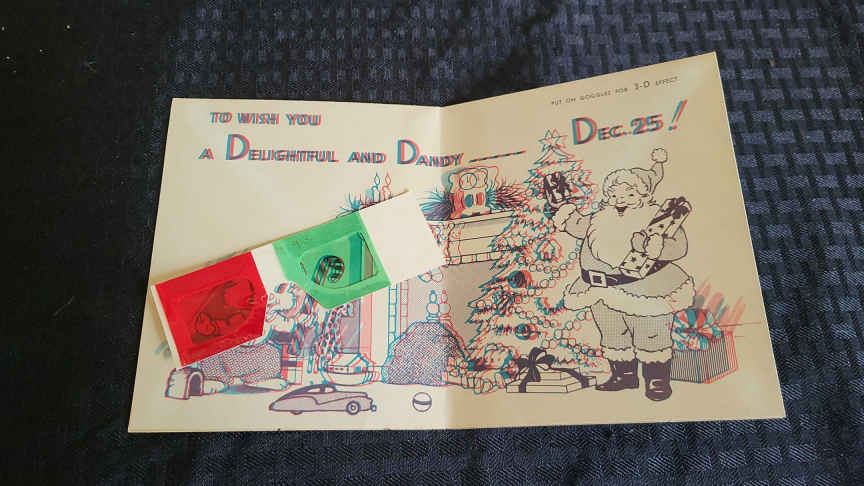 TO WISH YOU
A DELIGHTFUL AND DANDY
PUT ON GOGGLES FOR 3-D EFFECT
DEC. 25!